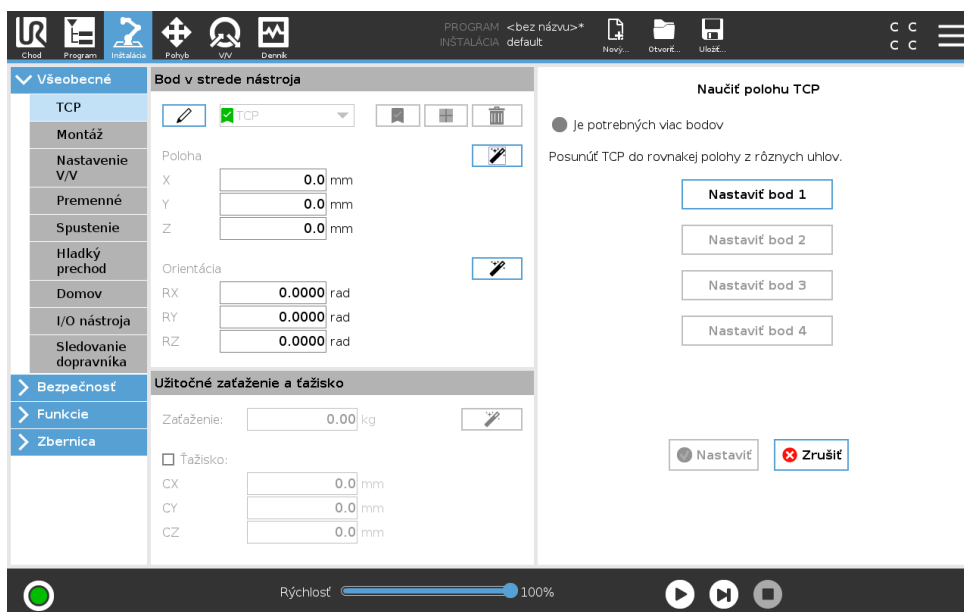 PROGRAM <bez názvu>*
INŠTALÁCIA default
C C
C C
Chod
Program
Inštalácia
Pohyb
V/V
Denník
Nový...
Otvoriť...
Uložiť...
Všeobecné
TCP
Montáž
Nastavenie
V/V
Premenné
Spustenie
Hladký
prechod
Domov
I/O nástroja
Sledovanie
dopravníka
Bezpečnosť
Funkcie
Zbernica
Bod v strede nástroja
TCP
Poloha
X 0.0 mm
Y 0.0 mm
Z 0.0 mm
Orientácia
RX 0.0000 rad
RY 0.0000 rad
RZ 0.0000 rad
Užitočné zaťaženie a ťažisko
Zaťaženie: 0.00 kg
Ťažisko:
CX 0.0 mm
CY 0.0 mm
CZ 0.0 mm
Naučiť polohu TCP
Je potrebných viac bodov
Posunúť TCP do rovnakej polohy z rôznych uhlov.
Nastaviť bod 1
Nastaviť bod 2
Nastaviť bod 3
Nastaviť bod 4
Nastaviť
Zrušiť
Rýchlosť 100%